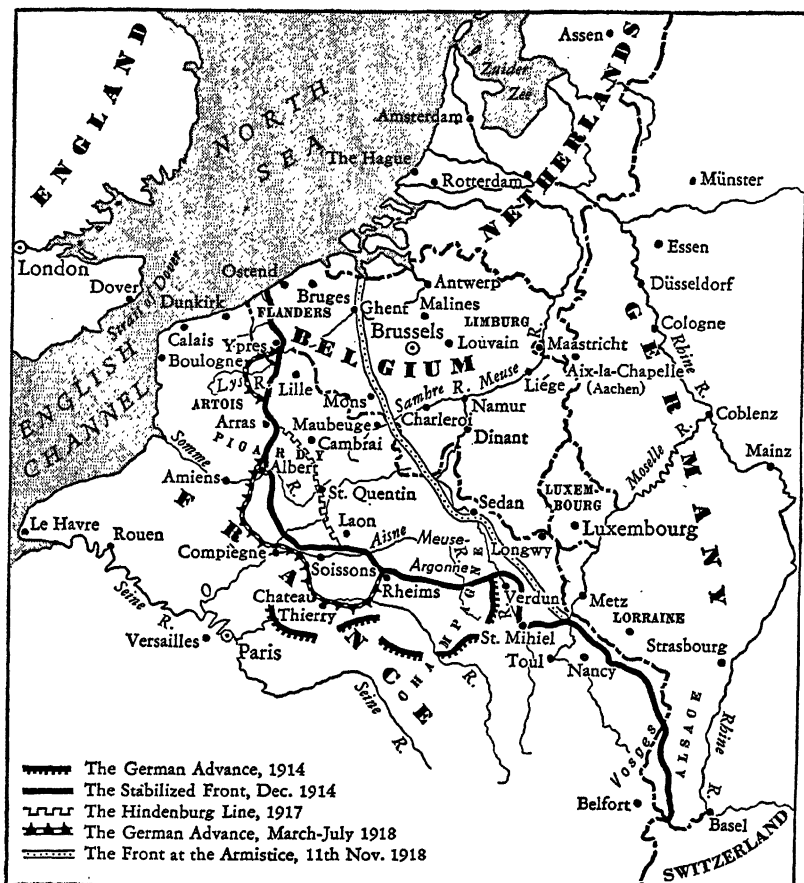 ENGLAND
NORTH SEA
Zuider Zee
Assen
NETHERLANDS
Amsterdam
The Hague
Rotterdam
Münster
London
Dover
Strait of Dover
Essen
Düsseldorf
Ostend
Bruges
Antwerp
Dunkirk
FLANDERS
Ghent
Malines
GERMANY
Cologne
Calais
Ypres
BELGIUM
Brussels
LIMBURG
Louvain
Maastricht
Rhine R.
Boulogne
ENGLISH CHANNEL
Lys R.
Lille
Aix-la-Chapelle
(Aachen)
Sambre R.
Meuse R.
Liége
ARTOIS
Mons
Namur
Coblenz
Arras
Maubeuge
Charleroi
PICARDY
Cambrai
Dinant
Moselle R.
Mainz
Somme R.
Albert
Amiens
St. Quentin
Sedan
LUXEM-
BOURG
Luxembourg
FRANCE
Le Havre
Rouen
Laon
Aisne
Meuse-
Argonne
Longwy
Compiegne
Soissons
Rheims
R.
Verdun
Metz
Seine R.
O
Chateau
Thierry
CHAMPAGNE
LORRAINE
St. Mihiel
Versailles
Paris
Toul
Nancy
Strasbourg
R.
Seine R.
Vosges
ALSACE
Rhine R.
Belfort
Basel
SWITZERLAND
The German Advance, 1914
The Stabilized Front, Dec. 1914
The Hindenburg Line, 1917
The German Advance, March-July 1918
The Front at the Armistice, 11th Nov. 1918